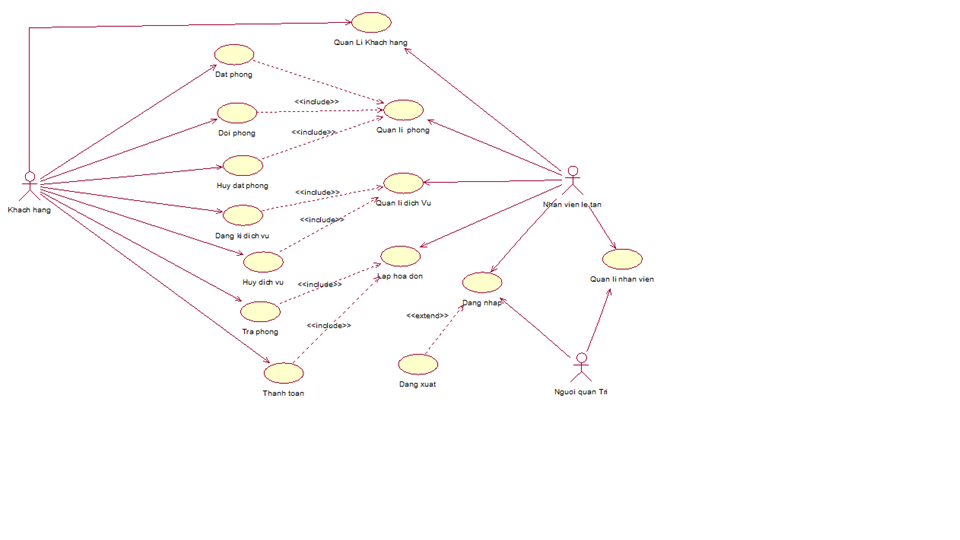 Quan Li Khach hang
Dat phong
<<include>>
Doi phong
Quan li phong
<<include>>
Huy dat phong
Khach hang
<<include>>
Quan li dich Vu
Nhan vien le tan
<<include>>
Dang ki dich vu
Huy dich vu
Lap hoa don
Quan li nhan vien
<<include>>
Dang nhap
<<extend>>
Tra phong
<<include>>
Dang xuat
Thanh toan
Nguoi quan Tri